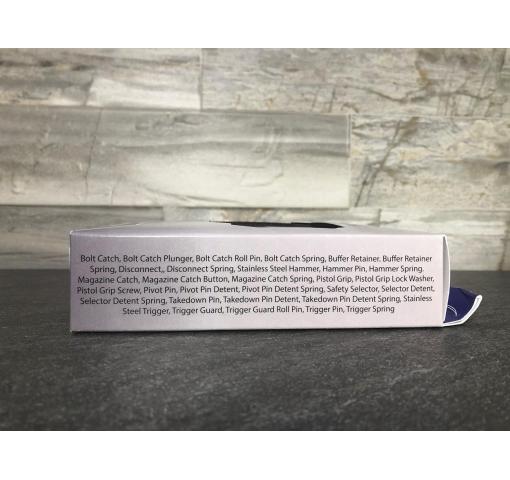 Bolt Catch, Bolt Catch Plunger, Bolt Catch Roll Pin, Bolt Catch Spring, Buffer Retainer. Buffer Retainer
Spring, Disconnect,, Disconnect Spring, Stainless Steel Hammer, Hammer Pin, Hammer Spring.
Magazine Catch, Magazine Catch Button, Magazine Catch Spring, Pistol Grip, Pistol Grip Lock Washer.
Pistol Grip Screw, Pivot Pin, Pivot Pin Detent, Pivot Pin Detent Spring, Safety Selector, Selector Detent,
Selector Detent Spring, Takedown Pin, Takedown Pin Detent, Takedown Pin Detent Spring, Stainless
Steel Trigger, Trigger Guard, Trigger Guard Roll Pin, Trigger Pin, Trigger Spring